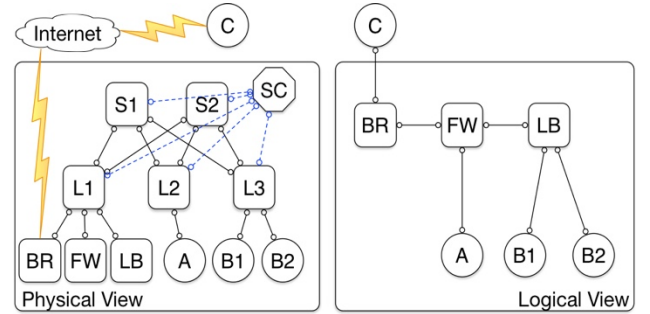 Internet
C
S1
S2
SC
L1
L2
L3
BR
FW
LB
A
B1
B2
Physical View
C
BR
FW
LB
A
B1
B2
Logical View